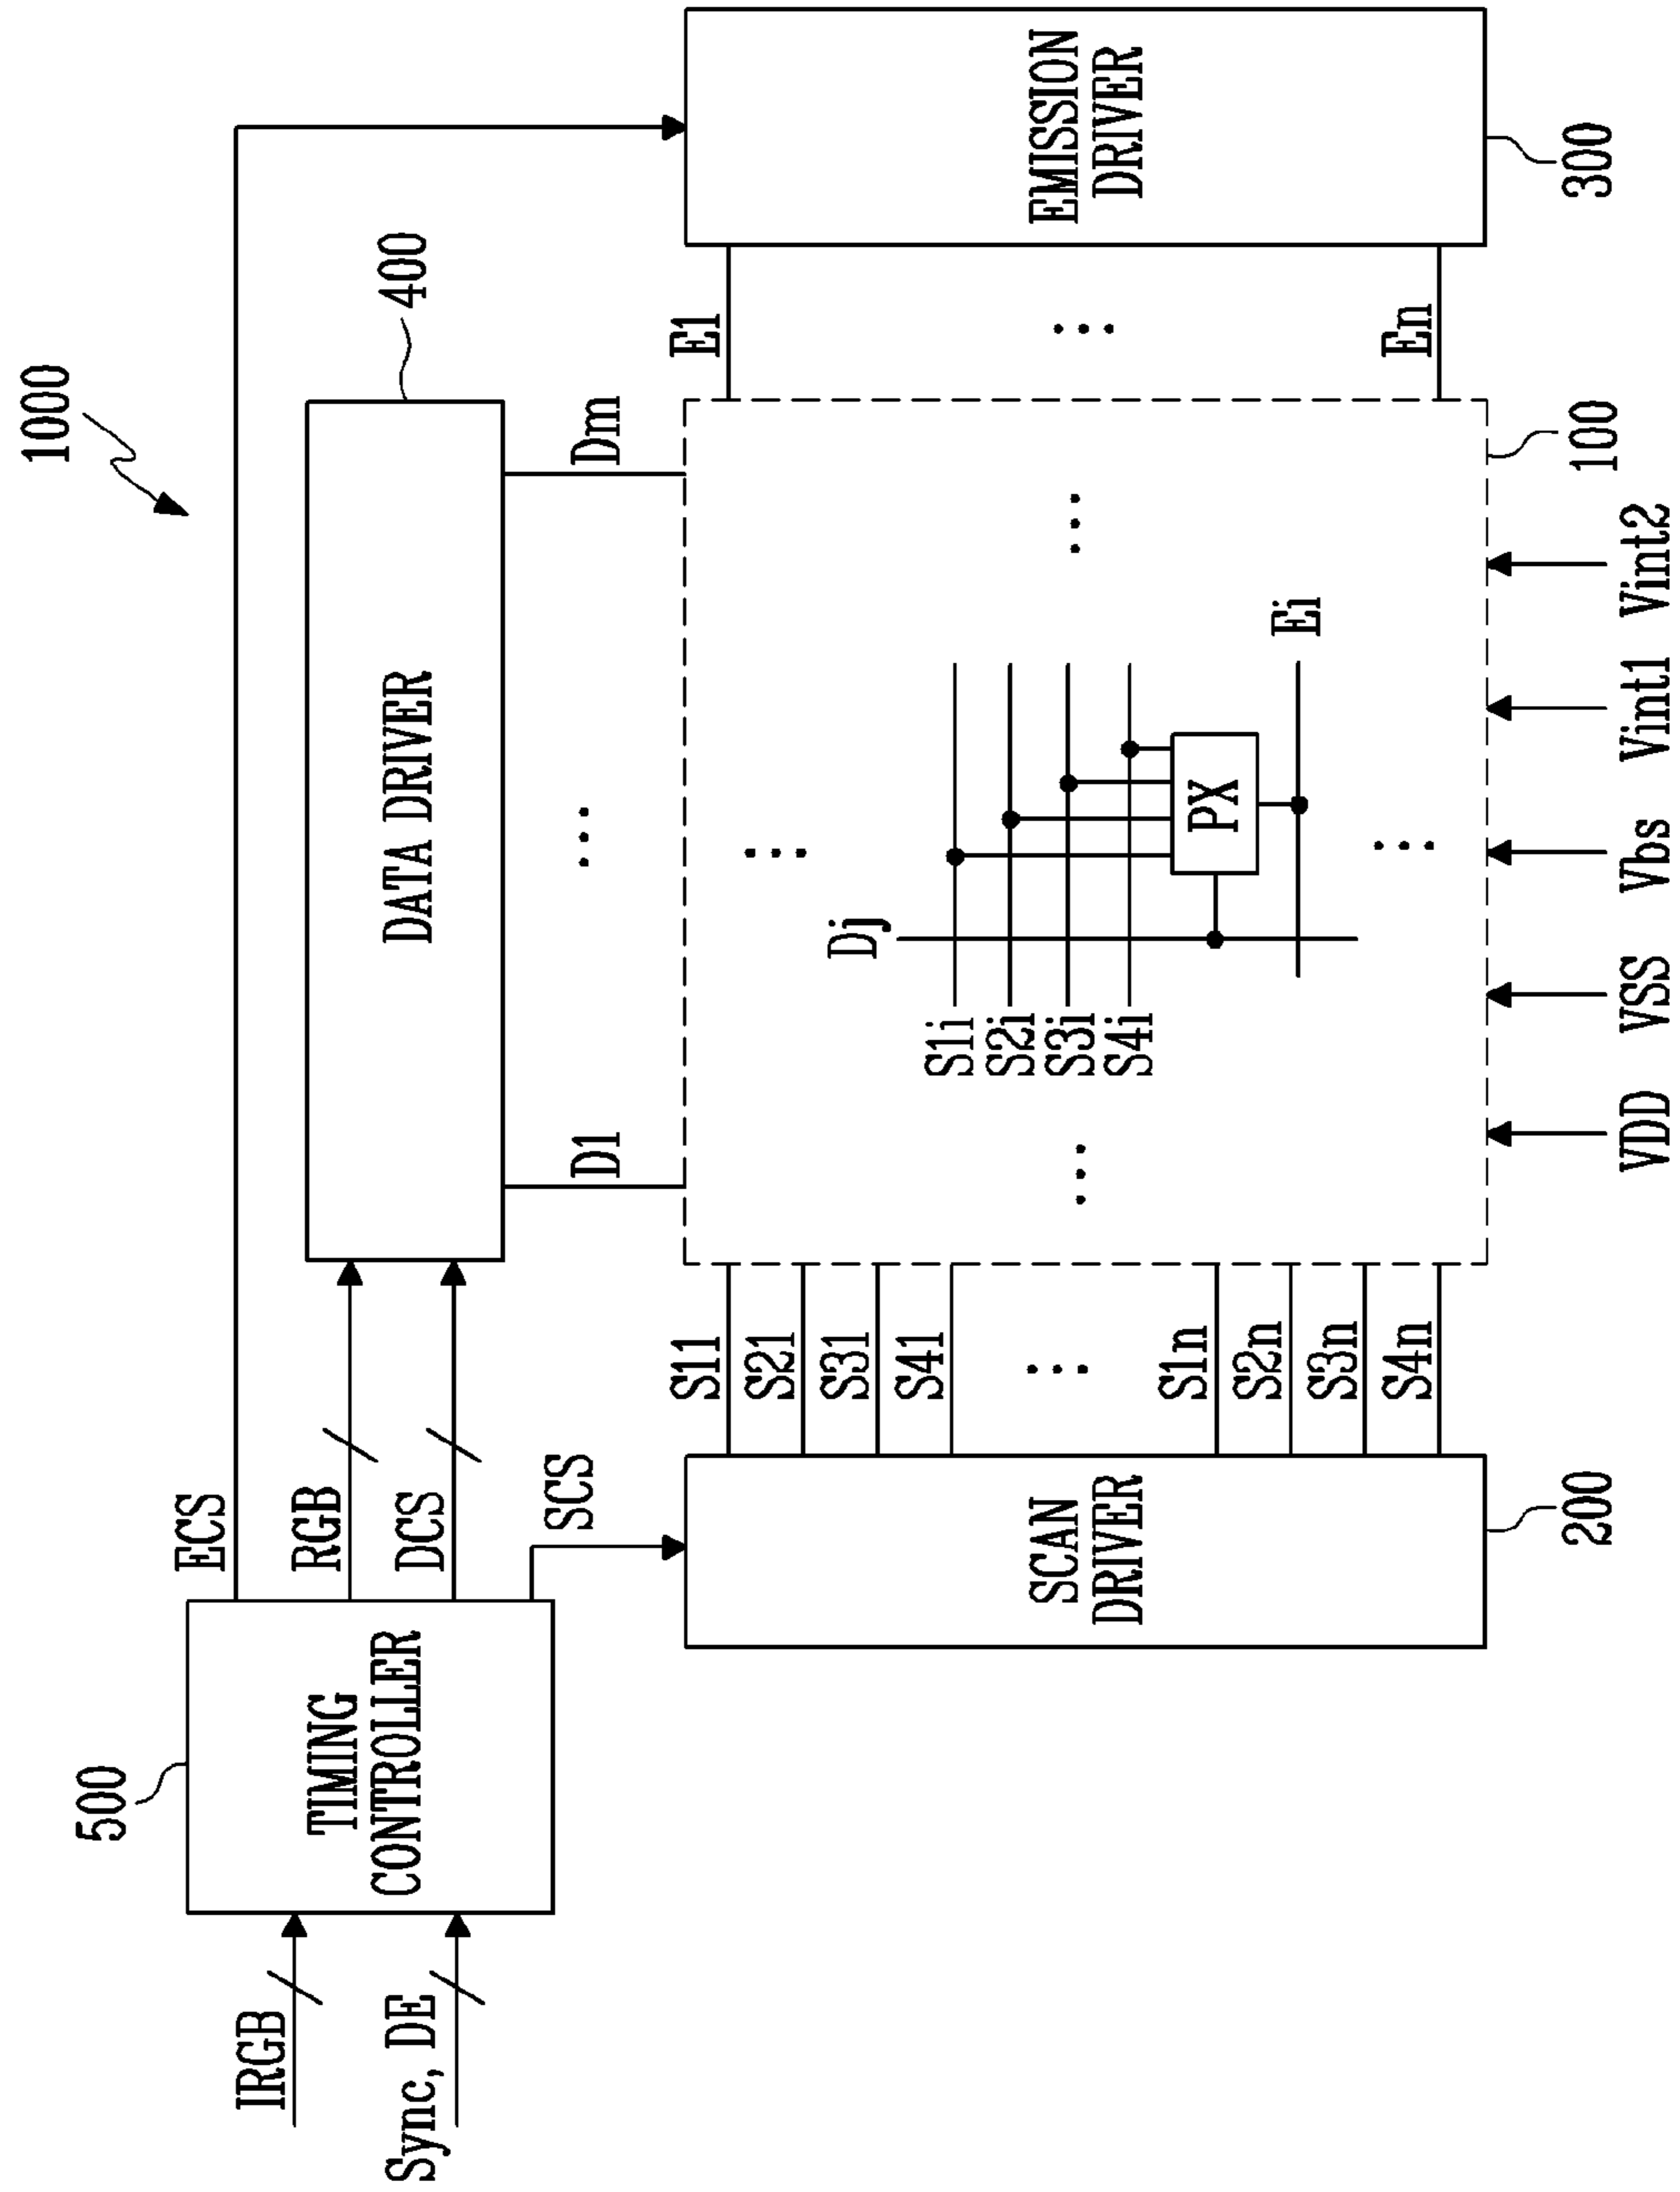 1000
500
TIMING
CONTROLLER
IRGB
Sync, DE
ECS
RGB
DCS
SCS
DATA DRIVER
400
D1
...
Dm
SCAN
DRIVER
200
S11
S21
S31
S41
...
S1n
S2n
S3n
S4n
...
Dj
S1i
S2i
S3i
S4i
PX
Ei
...
...
...
E1
...
En
EMISSION
DRIVER
300
100
VDD
VSS
Vbs
Vint1
Vint2